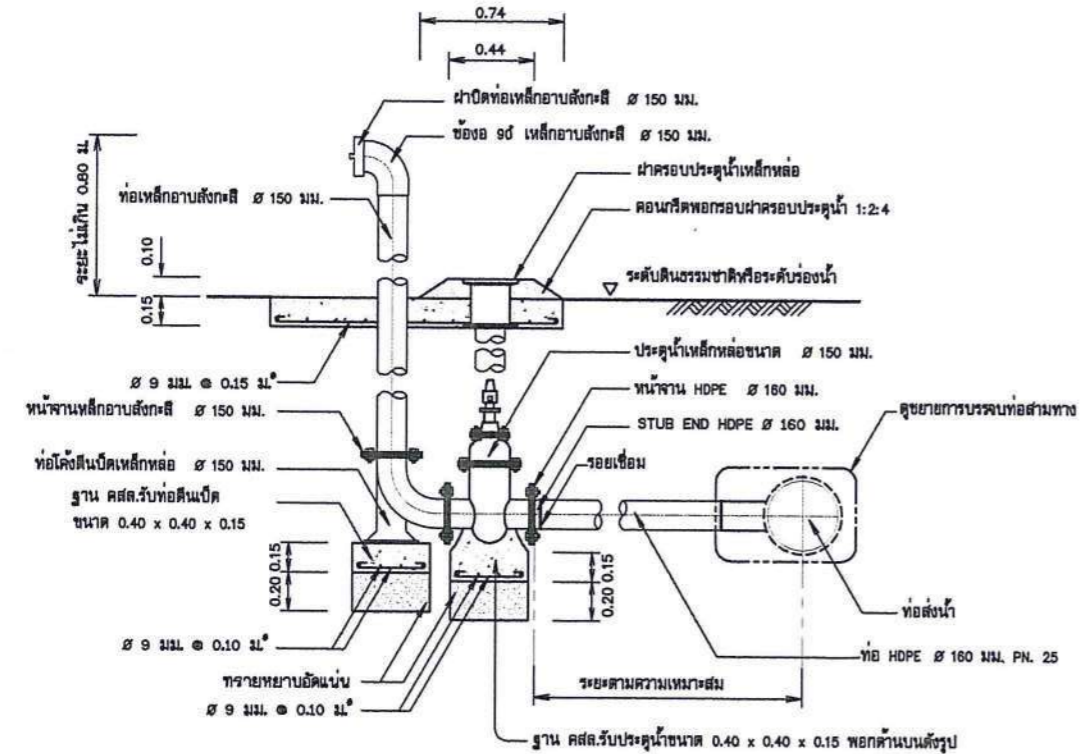 0.74
0.44
ฝาปิดท่อเหล็กอาบสังกะสี Ø 150 มม.
ข้องอ 90 เหล็กอาบสังกะสี Ø 150 มม.
ฝาครอบประตูน้ำเหล็กหล่อ
ท่อเหล็กอาบสังกะสี Ø 150 มม.
คอนกรีตพอกรอบฝาครอบประตูน้ำ 1:2:4
ระยะไม่เกิน 0.80 ม.
0.10
ระดับดินธรรมชาติหรือระดับร่องน้ำ
0.15
ประตูน้ำเหล็กหล่อขนาด Ø 150 มม.
Ø 9 มม. @ 0.15 ม.#
หน้าจาน HDPE Ø 160 มม.
หน้าจานเหล็กอาบสังกะสี Ø 150 มม.
ดูขยายการบรรจบท่อสามทาง
STUB END HDPE Ø 160 มม.
รอยเชื่อม
ท่อโค้งตีนเป็ดเหล็กหล่อ Ø 150 มม.
ฐาน คสล.รับท่อตีนเป็ด
ขนาด 0.40 x 0.40 x 0.15
0.15
0.20
0.15
0.20
ท่อส่งน้ำ
Ø 9 มม. @ 0.10 ม.#
ท่อ HDPE Ø 160 มม. PN. 25
ทรายหยาบอัดแน่น
ระยะตามความเหมาะสม
Ø 9 มม. @ 0.10 ม.#
ฐาน คสล.รับประตูน้ำขนาด 0.40 x 0.40 x 0.15 พอกด้านบนดังรูป